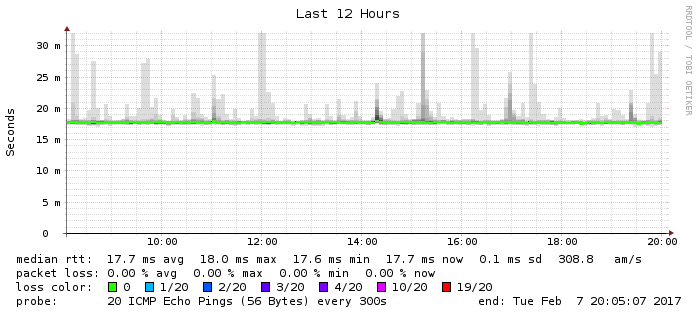 Last 12 Hours
RRDTOOL / TOBI OETIKER
Seconds
30 m
25 m
20 m
15 m
10 m
5 m
0
10:00 12:00 14:00 16:00 18:00 20:00
median rtt: 17.7 ms avg 18.0 ms max 17.6 ms min 17.7 ms now 0.1 ms sd 308.8 am/s
packet loss: 0.00 % avg 0.00 % max 0.00 % min 0.00 % now
loss color: 0 1/20 2/20 3/20 4/20 10/20 19/20
probe: 20 ICMP Echo Pings (56 Bytes) every 300s end: Tue Feb 7 20:05:07 2017